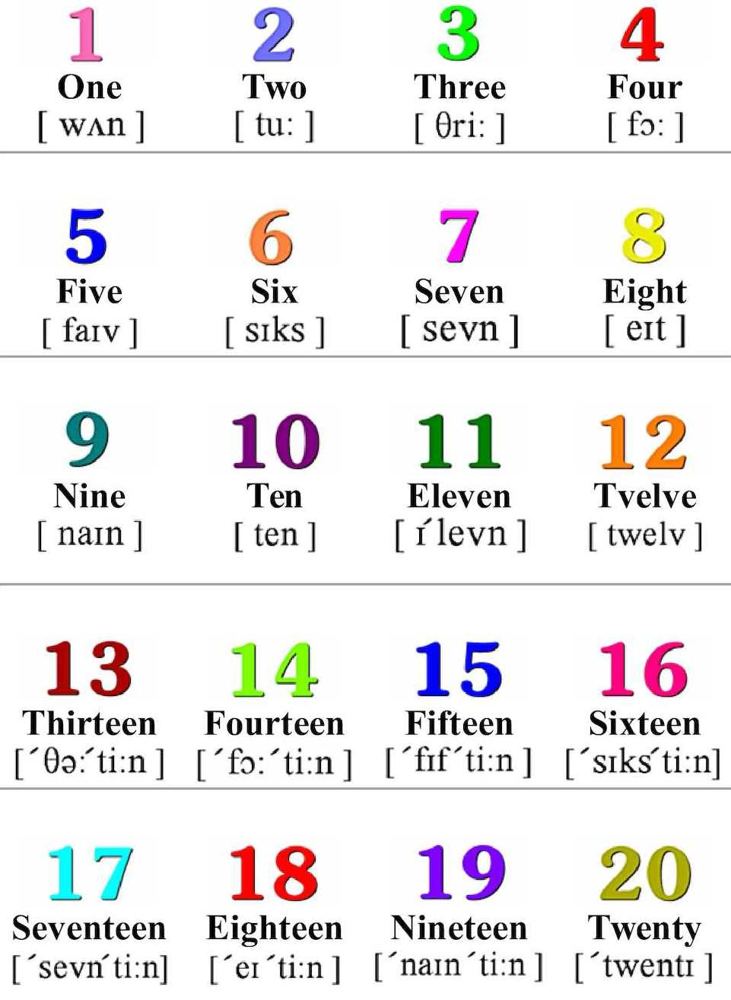 1 2 3 4
One Two Three Four
[ wʌn ] [ tu: ] [ θri: ] [ fɔ: ]
5 6 7 8
Five Six Seven Eight
[ faɪv ] [ sɪks ] [ sevn ] [ eɪt ]
9 10 11 12
Nine Ten Eleven Tvelve
[ naɪn ] [ ten ] [ ɪ´levn ] [ twelv ]
13 14 15 16
Thirteen Fourteen Fifteen Sixteen
[´θə:´ti:n ] [´fɔ:´ti:n ] [´fɪf´ti:n ] [´sɪks´ti:n]
17 18 19 20
Seventeen Eighteen Nineteen Twenty
[´sevn´ti:n] [´eɪ´ti:n ] [´naɪn´ti:n ] [´twentɪ ]